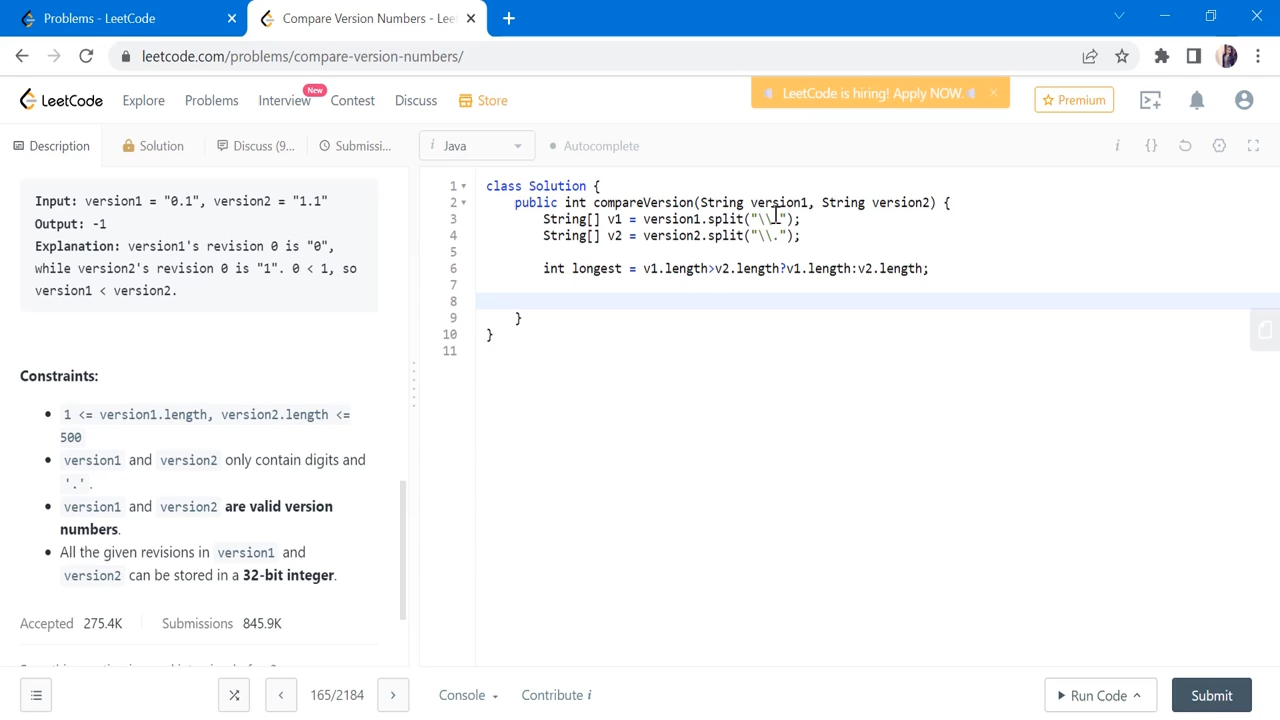 Problems - LeetCode
Compare Version Numbers - Lee
leetcode.com/problems/compare-version-numbers/
LeetCode
Explore
Problems
Interview
New
Contest
Discuss
Store
LeetCode is hiring! Apply NOW.
Premium
Description
Solution
Discuss (9...
Submissi...
i Java
Autocomplete
i
{}
Input: version1 = "0.1", version2 = "1.1"
Output: -1
Explanation: version1's revision 0 is "0",
while version2's revision 0 is "1". 0 < 1, so
version1 < version2.
Constraints:
1 <= version1.length, version2.length <=
500
version1 and version2 only contain digits and
'.'.
version1 and version2 are valid version
numbers.
All the given revisions in version1 and
version2 can be stored in a 32-bit integer.
Accepted 275.4K
Submissions 845.9K
1 class Solution {
2 public int compareVersion(String version1, String version2) {
3 String[] v1 = version1.split("\\.");
4 String[] v2 = version2.split("\\.");
5
6 int longest = v1.length>v2.length?v1.length:v2.length;
7
8
9 }
10 }
11
165/2184
Console
Contribute i
Run Code
Submit